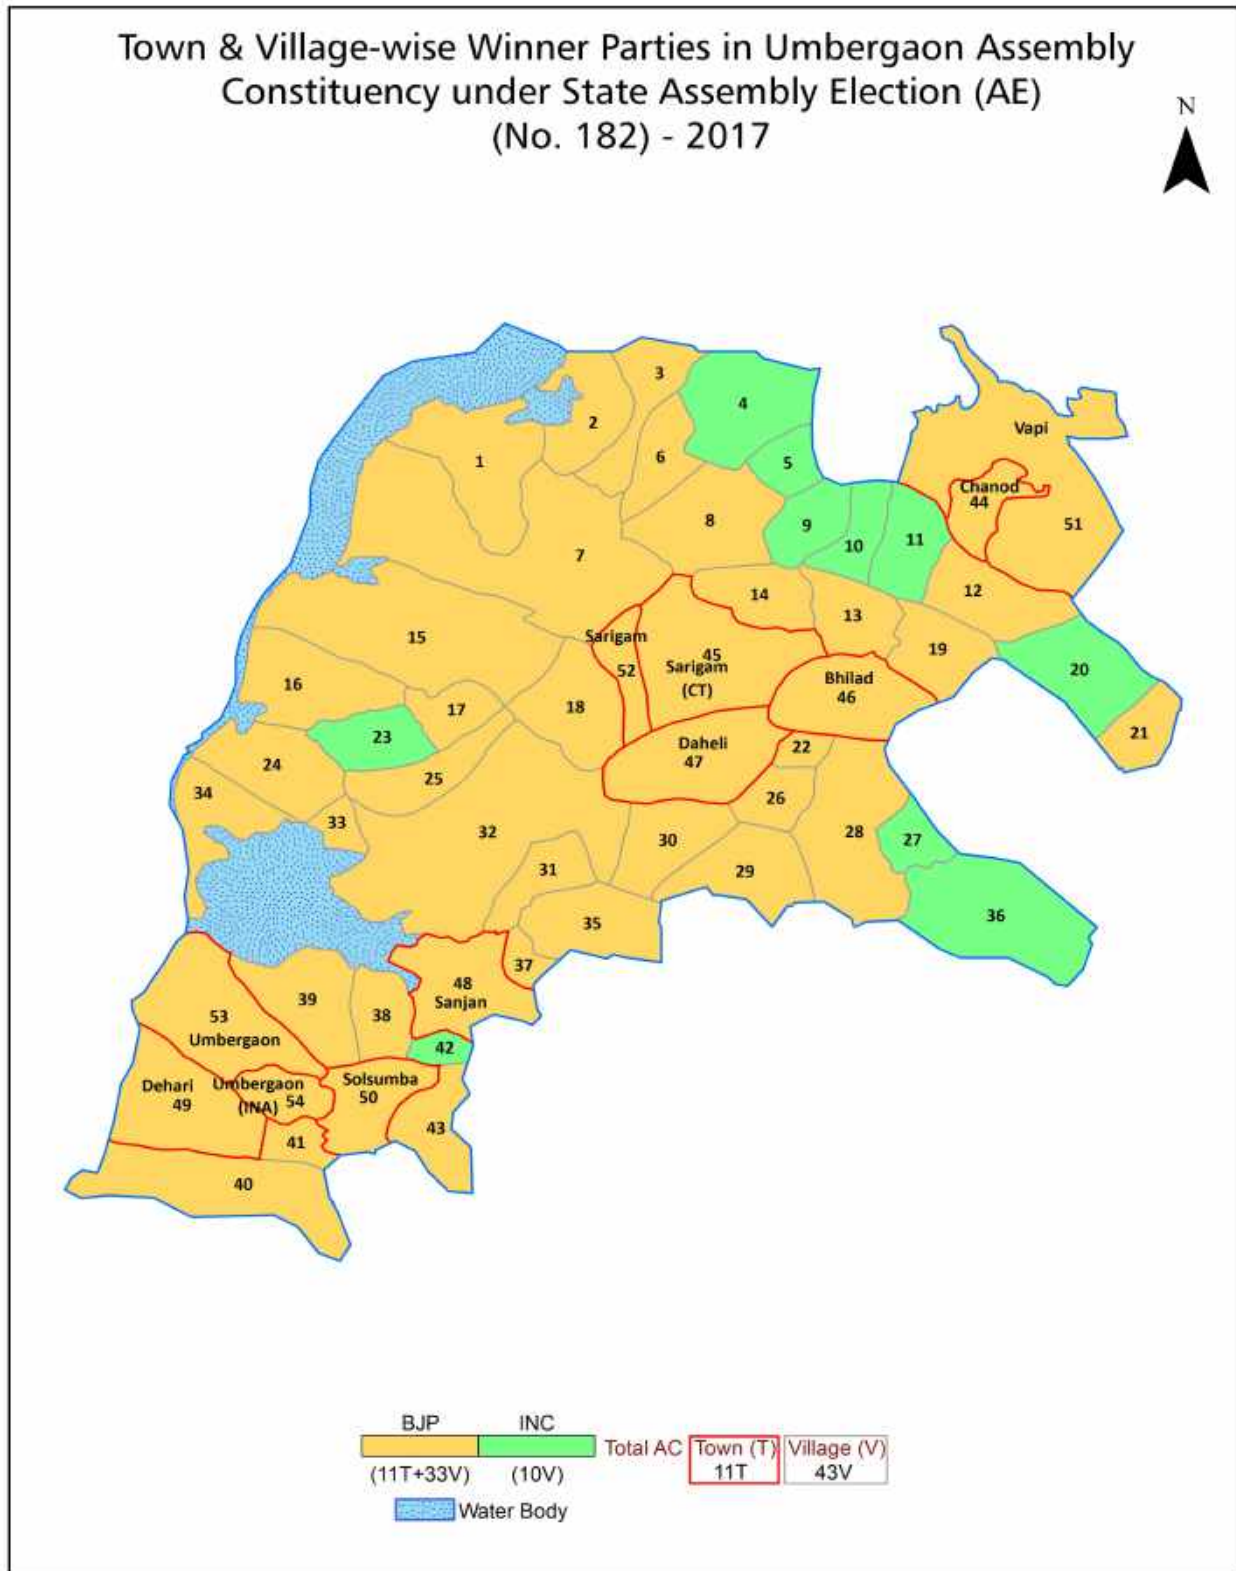 Town & Village-wise Winner Parties in Umbergaon Assembly
Constituency under State Assembly Election (AE)
(No. 182) - 2017
N
3
4
2
Vapi
1
6
5
Chanod
44
8
9
51
10
11
7
12
14
13
15
Sarigam
52
45
Sarigam
(CT)
19
20
16
Bhilad
46
17
18
21
23
Daheli
47
22
24
25
34
26
33
32
30
28
27
31
29
35
36
37
48
Sanjan
39
38
53
Umbergaon
42
Dehari
49
Umbergaon
(INA) 54
Solsumba
50
41
43
40
BJP INC
Total AC Town (T) Village (V)
11T 43V
(11T+33V) (10V)
Water Body